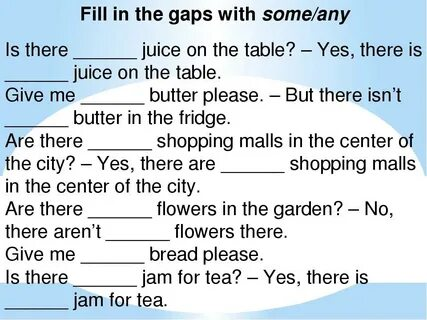 Fill in the gaps with some/any
Is there ______ juice on the table? – Yes, there is
______ juice on the table.
Give me ______ butter please. – But there isn’t
______ butter in the fridge.
Are there ______ shopping malls in the center of
the city? – Yes, there are ______ shopping malls
in the center of the city.
Are there ______ flowers in the garden? – No,
there aren’t ______ flowers there.
Give me ______ bread please.
Is there ______ jam for tea? – Yes, there is
______ jam for tea.